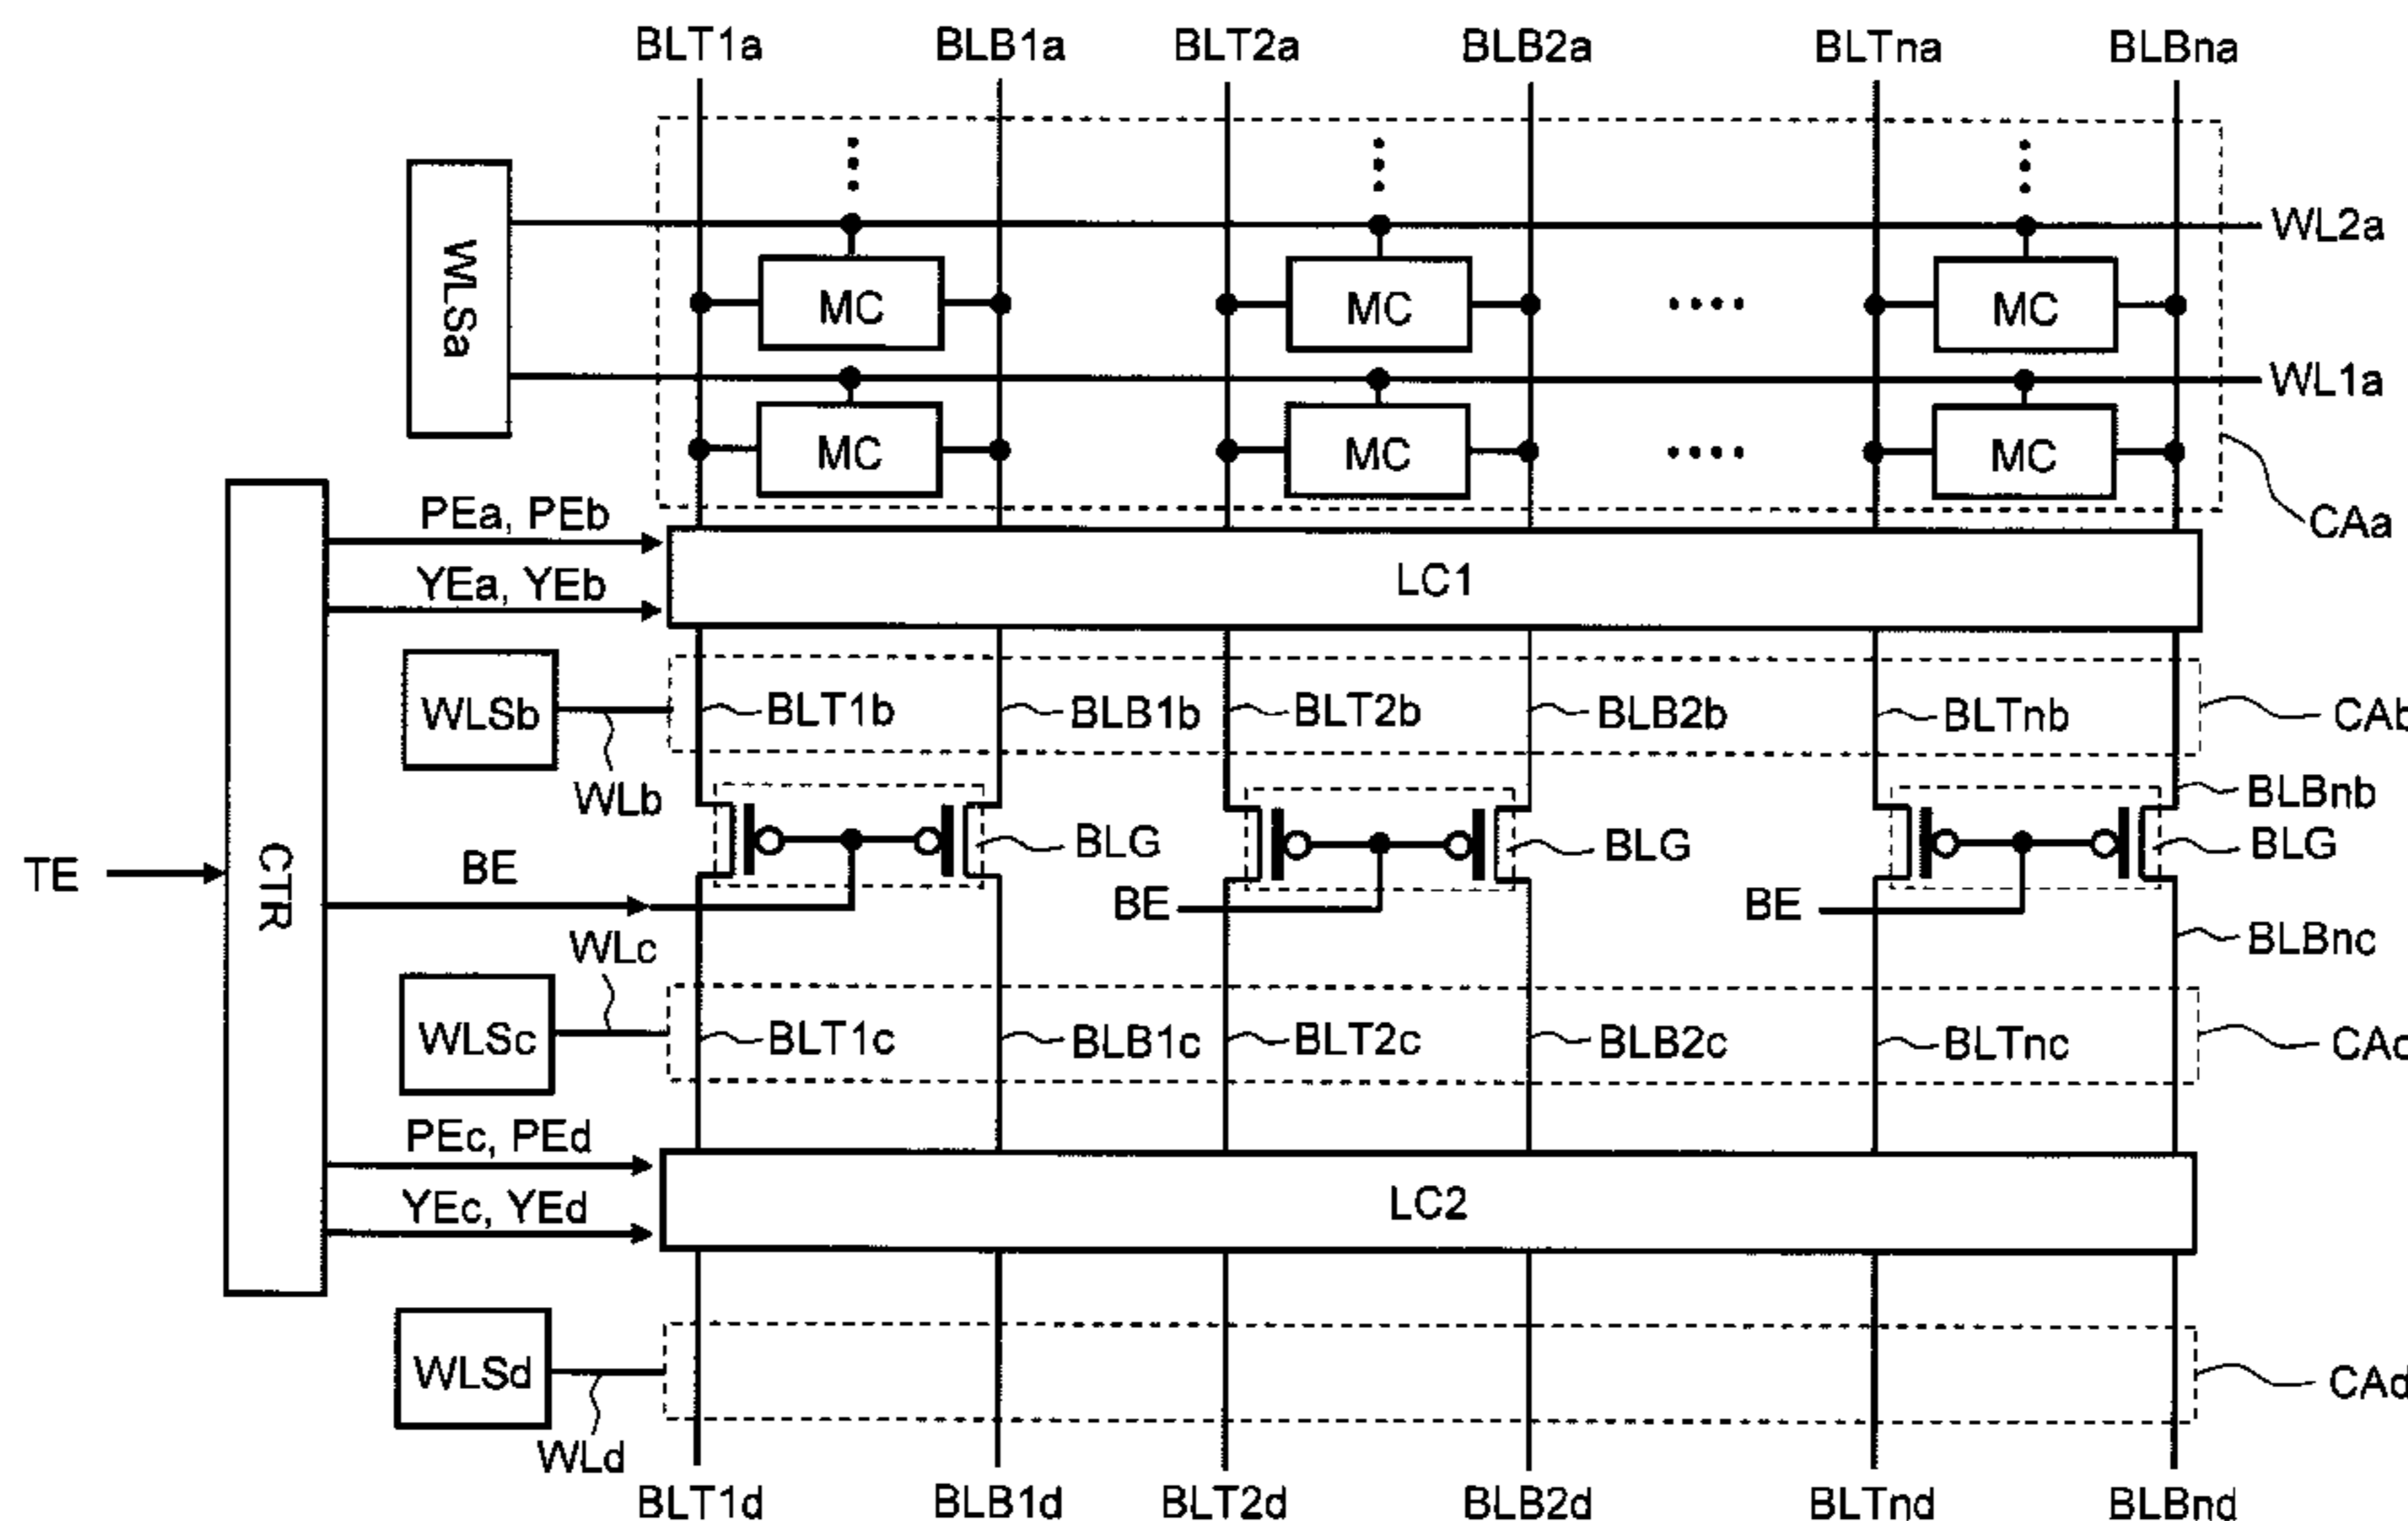 BLT1a BLB1a BLT2a BLB2a BLTna BLBna
WLSa
WL2a
MC MC MC
WL1a
MC MC MC
CAa
PEa, PEb
LC1
YEa, YEb
WLSb BLT1b BLB1b BLT2b BLB2b BLTnb CAb
WLb
BLBnb
BLG BLG BLG
TE
CTR
BE BE BE
WLc
BLBnc
WLSc BLT1c BLB1c BLT2c BLB2c BLTnc
PEc, PEd
LC2
YEc, YEd
WLSd CAd
WLd
BLT1d BLB1d BLT2d BLB2d BLTnd BLBnd